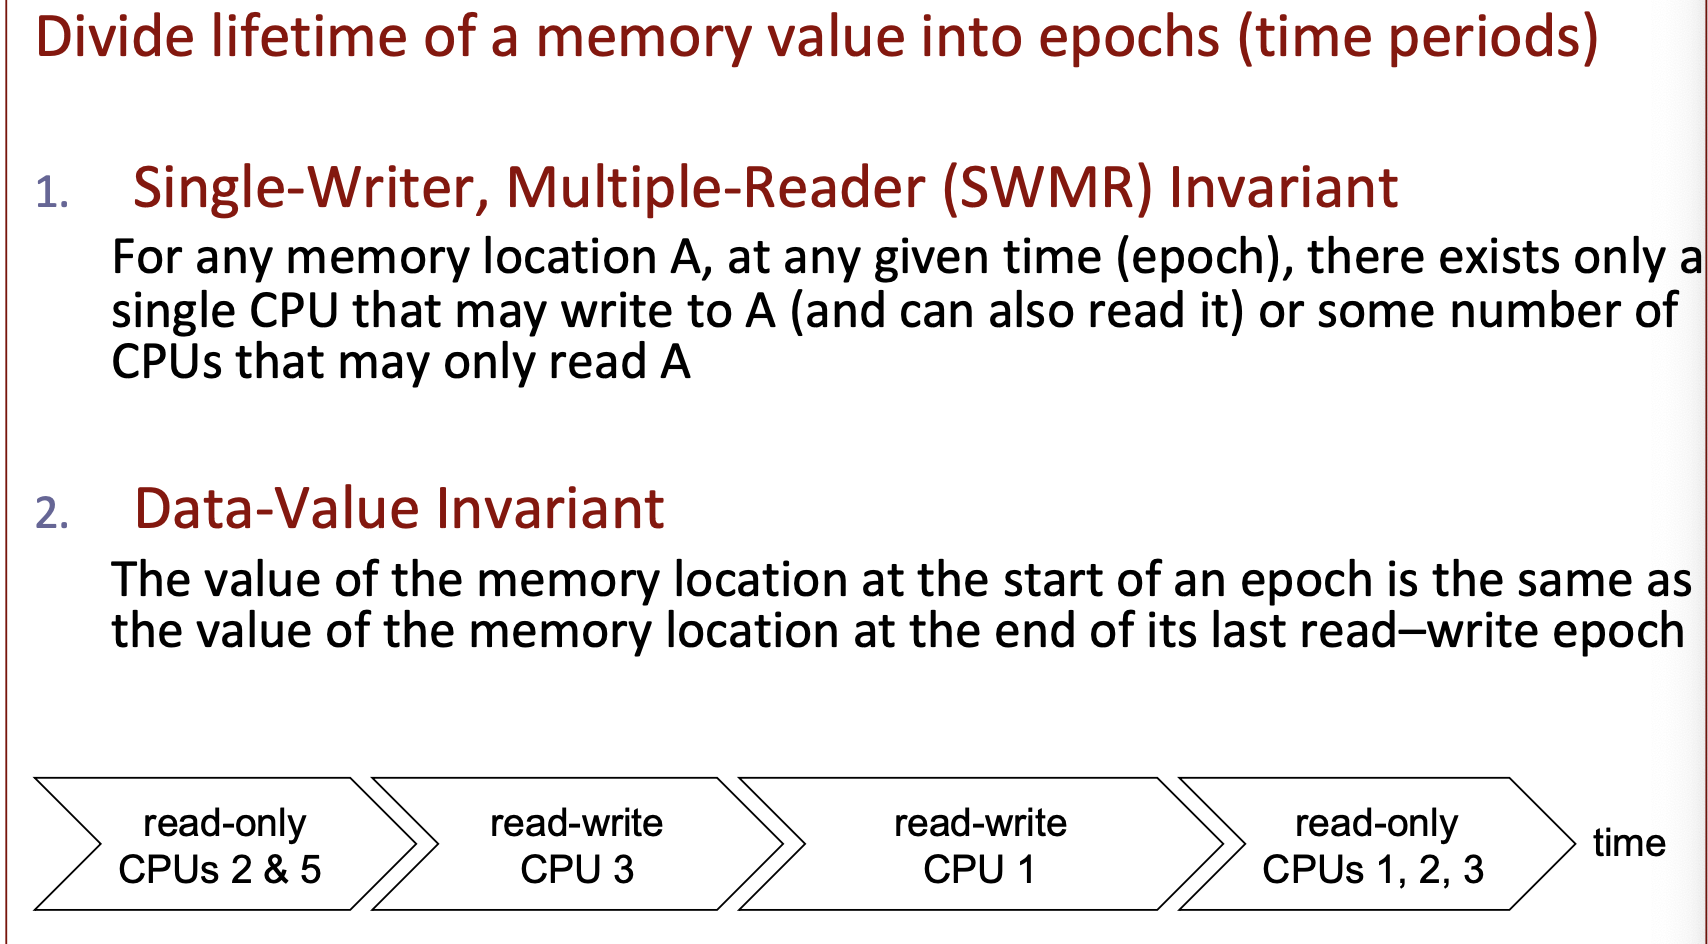 Divide lifetime of a memory value into epochs (time periods)
1. Single-Writer, Multiple-Reader (SWMR) Invariant
For any memory location A, at any given time (epoch), there exists only a
single CPU that may write to A (and can also read it) or some number of
CPUs that may only read A
2. Data-Value Invariant
The value of the memory location at the start of an epoch is the same as
the value of the memory location at the end of its last read–write epoch
read-only
CPUs 2 & 5
read-write
CPU 3
read-write
CPU 1
read-only
CPUs 1, 2, 3
time